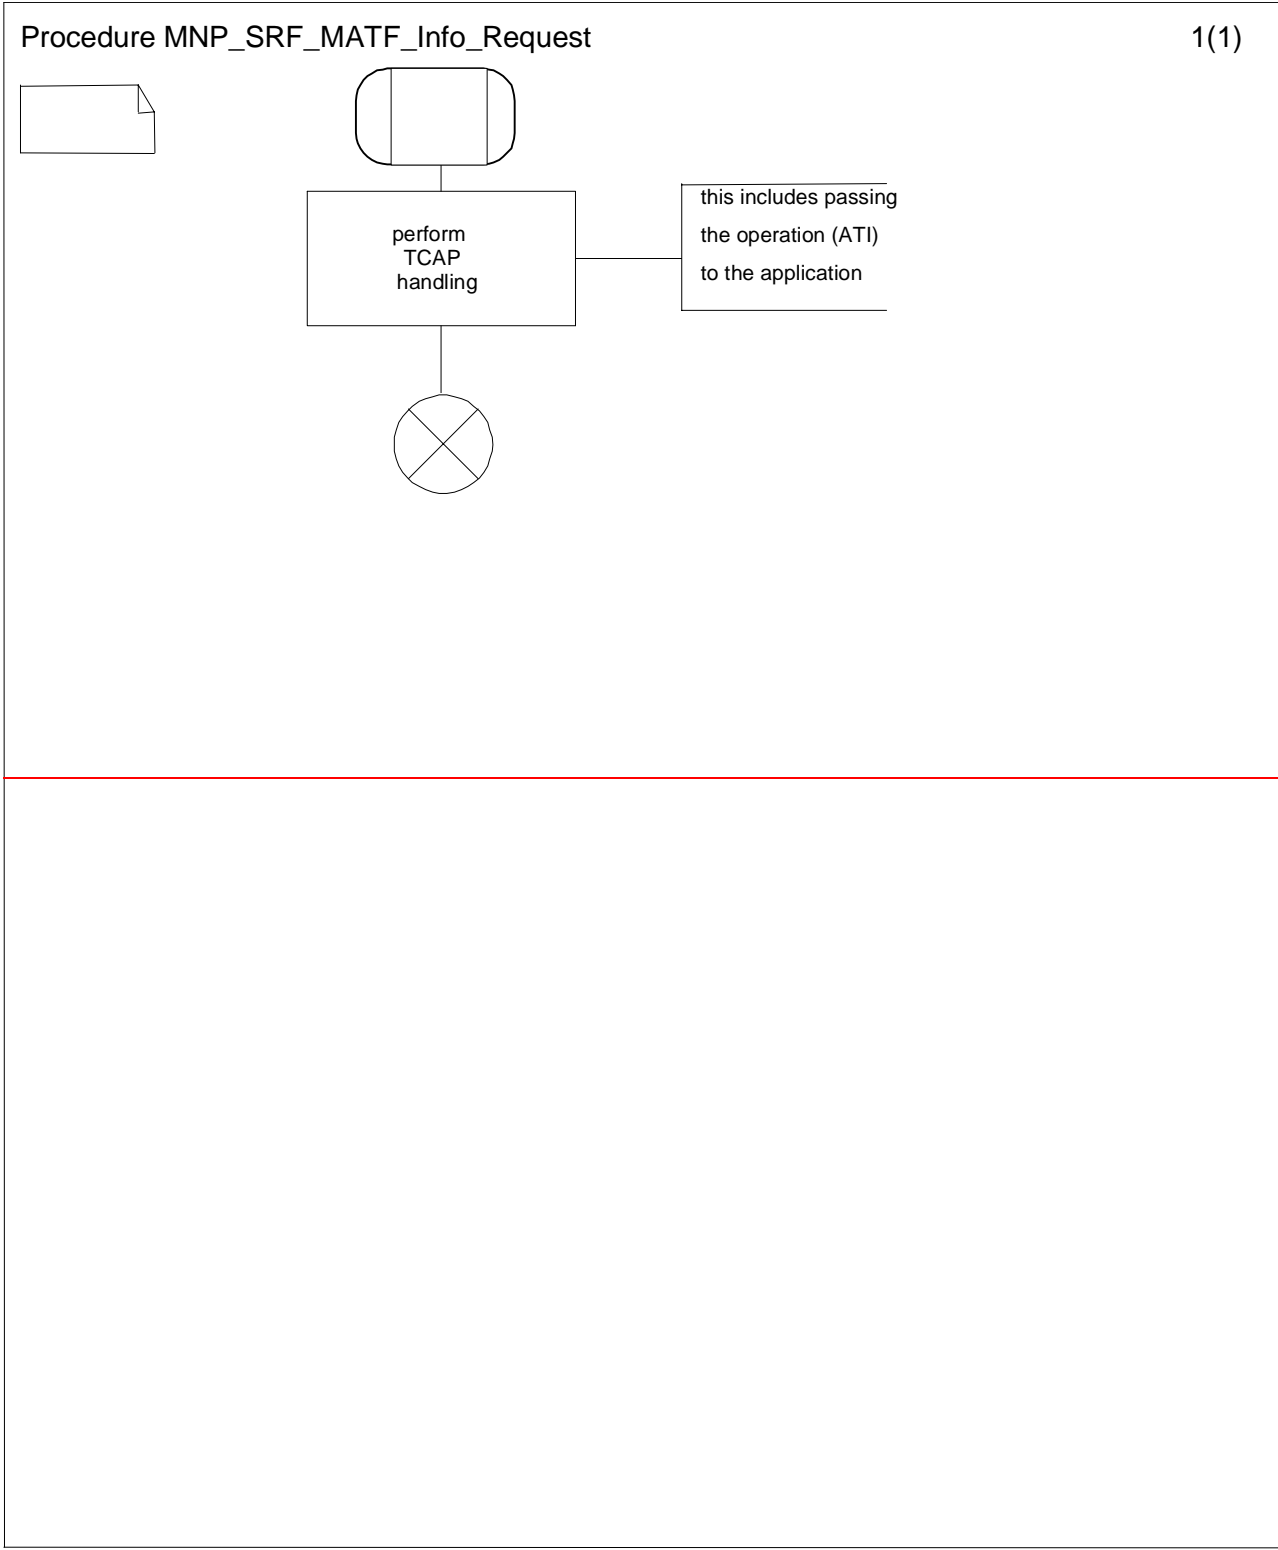 Procedure MNP_SRF_MATF_Info_Request
1(1)
this includes passing
the operation (ATI)
to the application
perform
TCAP
handling